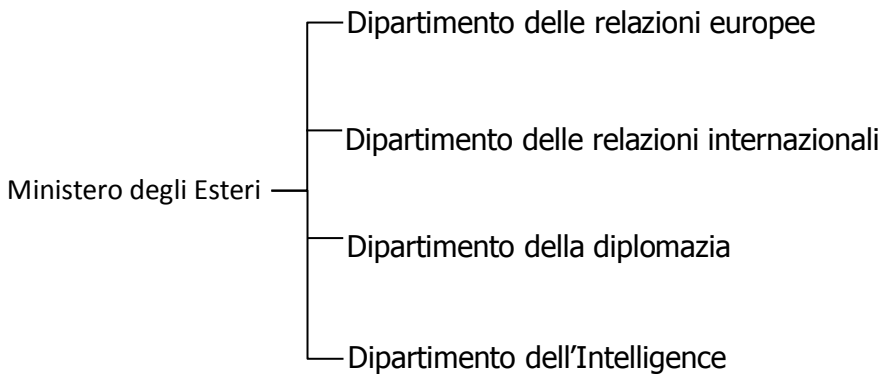 Dipartimento delle relazioni europee
Dipartimento delle relazioni internazionali
Ministero degli Esteri
Dipartimento della diplomazia
Dipartimento dell'Intelligence